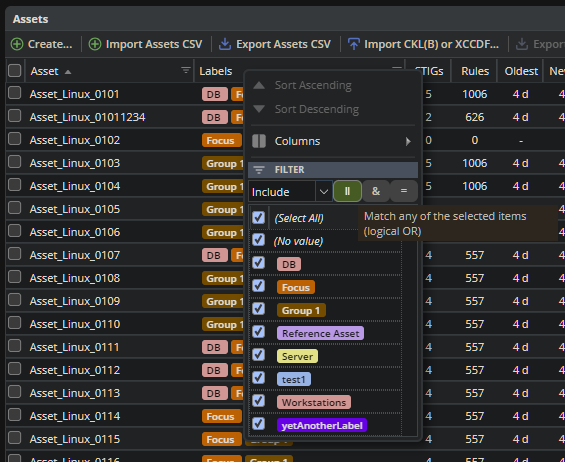 Assets
Create... Import Assets CSV Export Assets CSV Import CKL(B) or XCCDF... Export
Asset Labels STIGs Rules Oldest
Asset_Linux_0101 DB 5 1006 4 d
Asset_Linux_01011234 DB 2 626 4 d
Asset_Linux_0102 Focus 0 0 -
Asset_Linux_0103 Group 1 5 1006 4 d
Asset_Linux_0104 Group 1 5 1006 4 d
Asset_Linux_0105 Group 1
Asset_Linux_0106 Group 1
Asset_Linux_0107 DB 4 557 4 d
Asset_Linux_0108 Group 1 4 557 4 d
Asset_Linux_0109 Group 1 4 557 4 d
Asset_Linux_0110 Group 1 4 557 4 d
Asset_Linux_0111 DB 4 557 4 d
Asset_Linux_0112 DB 4 557 4 d
Asset_Linux_0113 DB 4 557 4 d
Asset_Linux_0114 Focus 4 557 4 d
Asset_Linux_0115 Focus 4 557 4 d
Asset_Linux_0116 Focus Group 1 4 557 4 d
Sort Ascending
Sort Descending
Columns
FILTER
Include || & =
(Select All)
(No value)
DB
Focus
Group 1
Reference Asset
Server
test1
Workstations
yetAnotherLabel
Match any of the selected items
(logical OR)